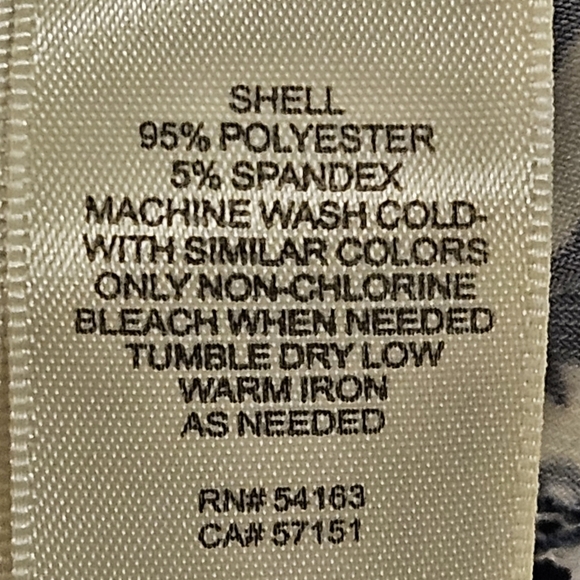 SHELL
95% POLYESTER
5% SPANDEX
MACHINE WASH COLD-
WITH SIMILAR COLORS
ONLY NON-CHLORINE
BLEACH WHEN NEEDED
TUMBLE DRY LOW
WARM IRON
AS NEEDED
RN# 54163
CA# 57151